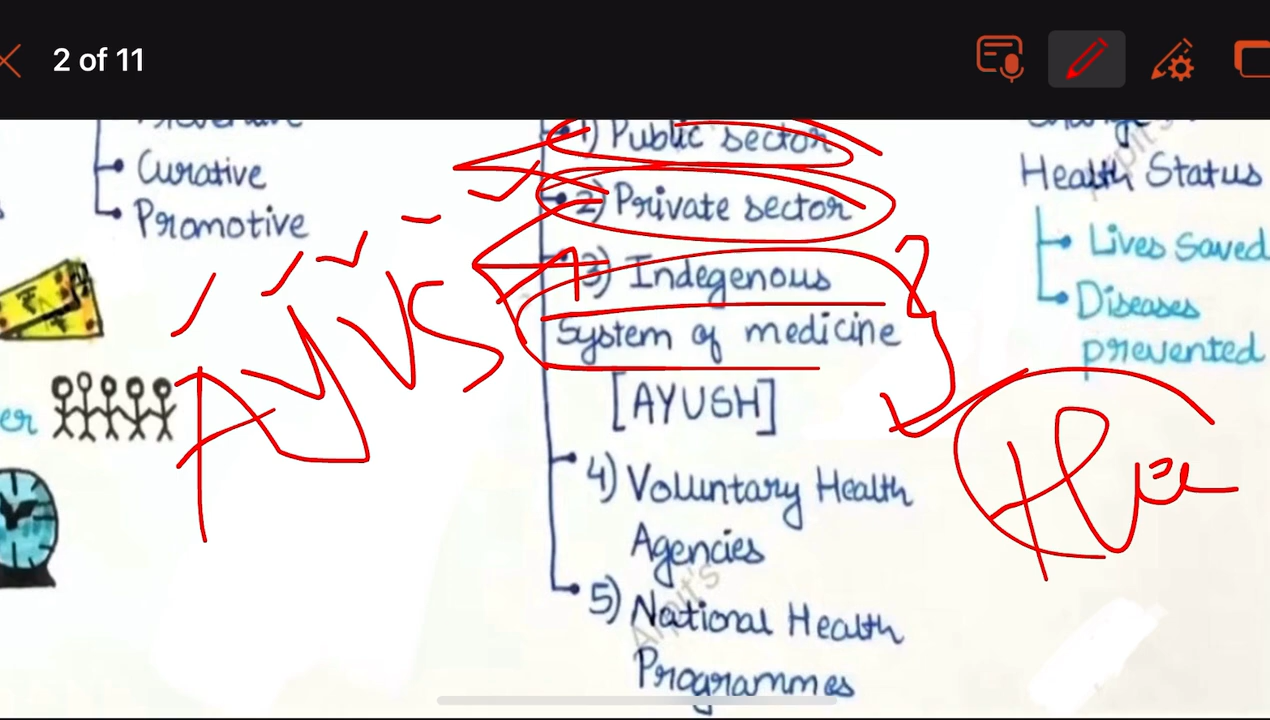 2 of 11
Curative
Promotive
er
1) Public sector
2) Private sector
3) Indegenous
System of medicine
[AYUSH]
4) Voluntary Health
Agencies
5) National Health
Programmes
Health Status
Lives Saved
Diseases
prevented
AYUS